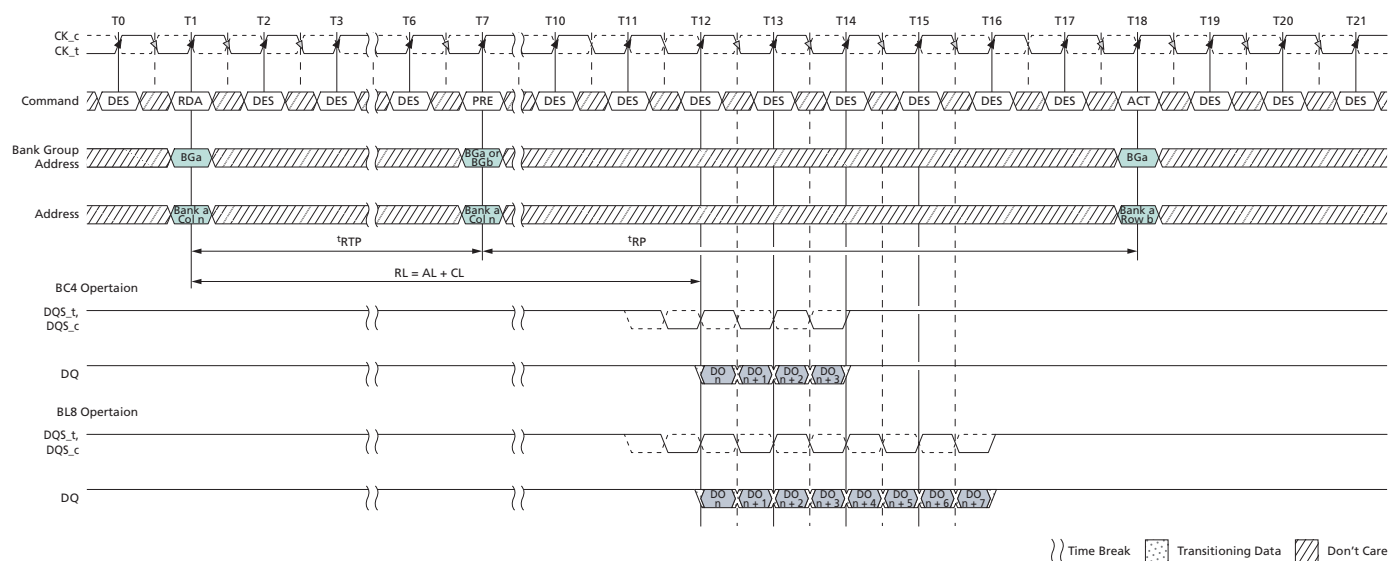 T0 T1 T2 T3 T6 T7 T10 T11 T12 T13 T14 T15 T16 T17 T18 T19 T20 T21
CK_c
CK_t
Command DES RDA DES DES DES PRE DES DES DES DES DES DES DES DES ACT DES DES DES
Bank Group
Address
BGa
BGa or
BGb
BGa
Address
Bank a
Col n
Bank a
Col n
Bank a
Row b
tRTP
tRP
RL = AL + CL
BC4 Opertaion
DQS_t,
DQS_c
DQ
DO
n
DO
n + 1
DO
n + 2
DO
n + 3
BL8 Opertaion
DQS_t,
DQS_c
DQ
DO
n
DO
n + 1
DO
n + 2
DO
n + 3
DO
n + 4
DO
n + 5
DO
n + 6
DO
n + 7
Time Break Transitioning Data Don't Care